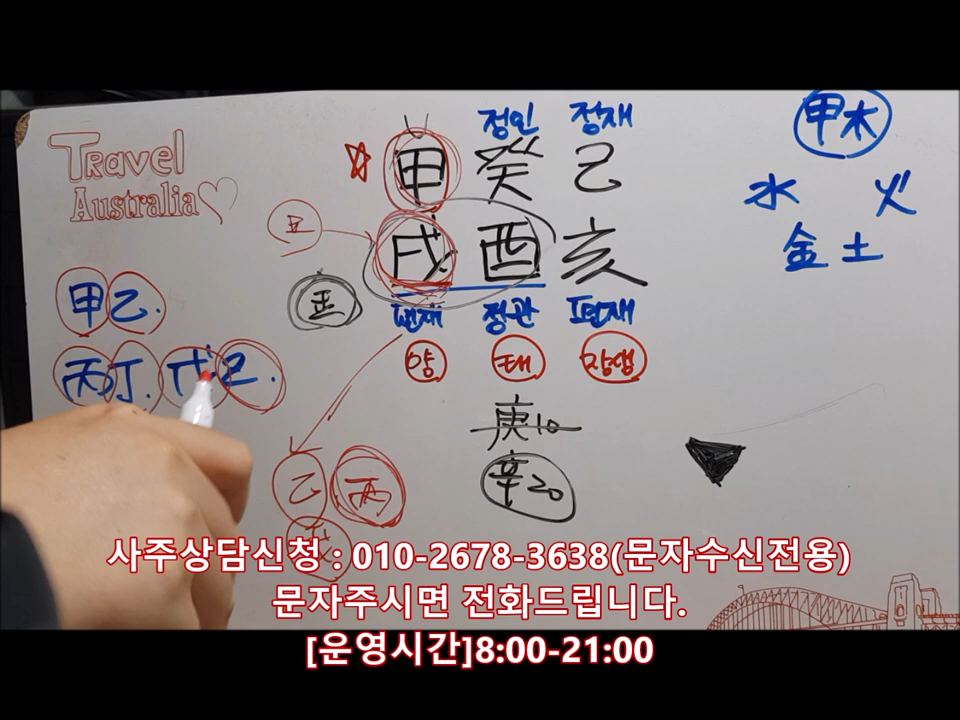 Travel
Australia
정인 정재
甲 癸 己
戌 酉 亥
편재 정관 편재
양 태 장생
庚10
辛20
甲木
水 火
金 土
甲乙.
丙丁. 戊己.
乙 丙
사주상담신청 : 010-2678-3638(문자수신전용)
문자주시면 전화드립니다.
[운영시간]8:00-21:00